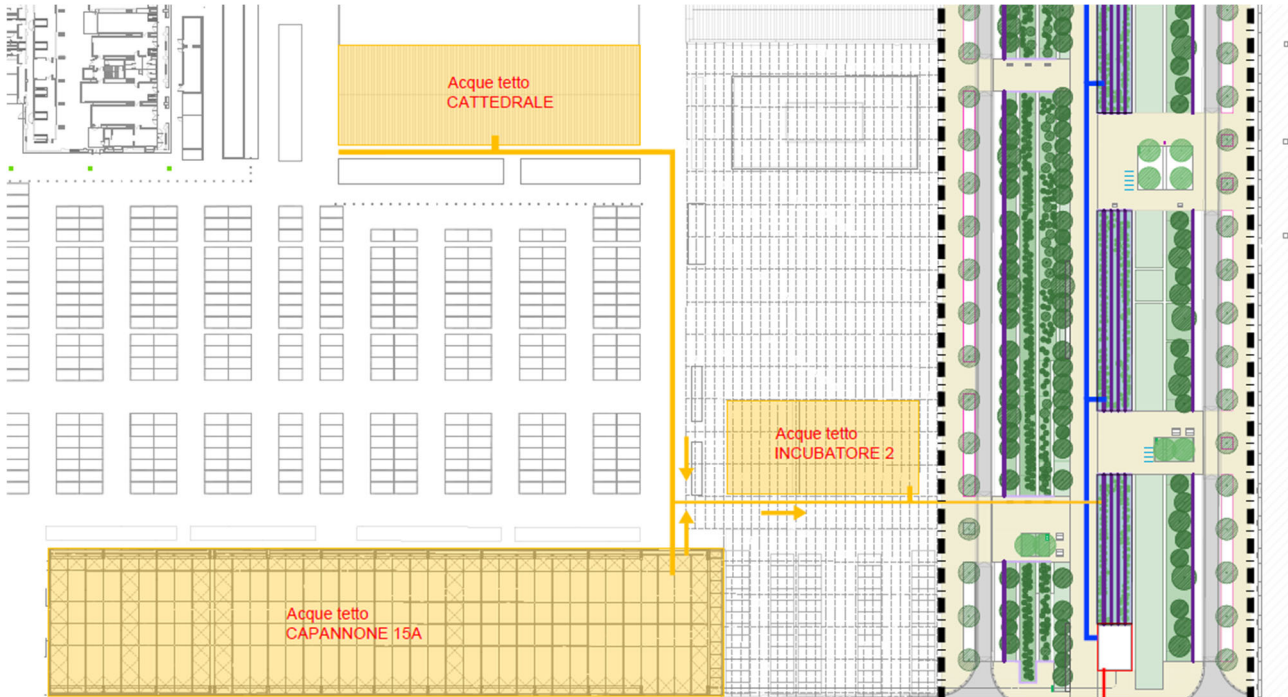 Acque tetto
CATTEDRALE
Acque tetto
INCUBATORE 2
Acque tetto
CAPANNONE 15A